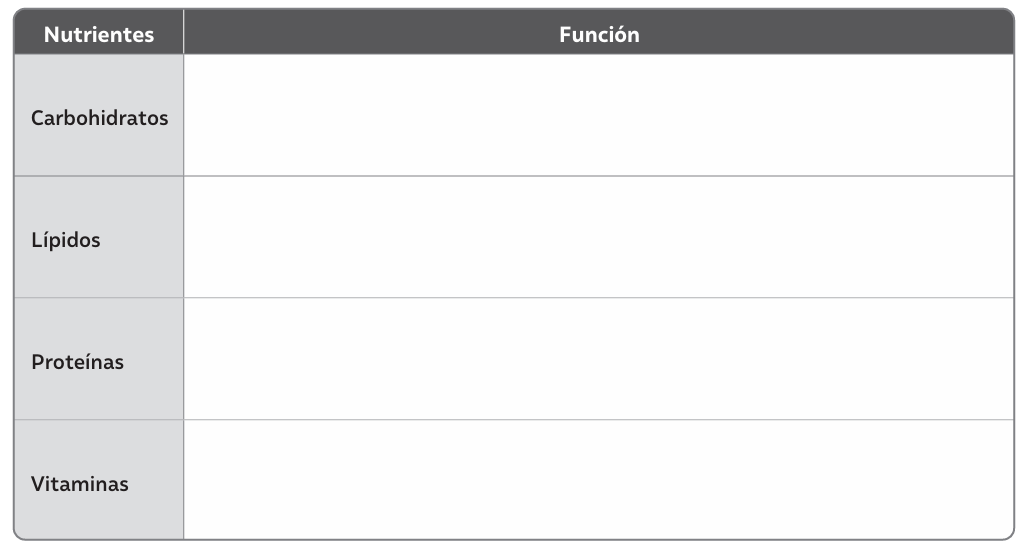 Nutrientes Función
Carbohidratos
Lípidos
Proteínas
Vitaminas